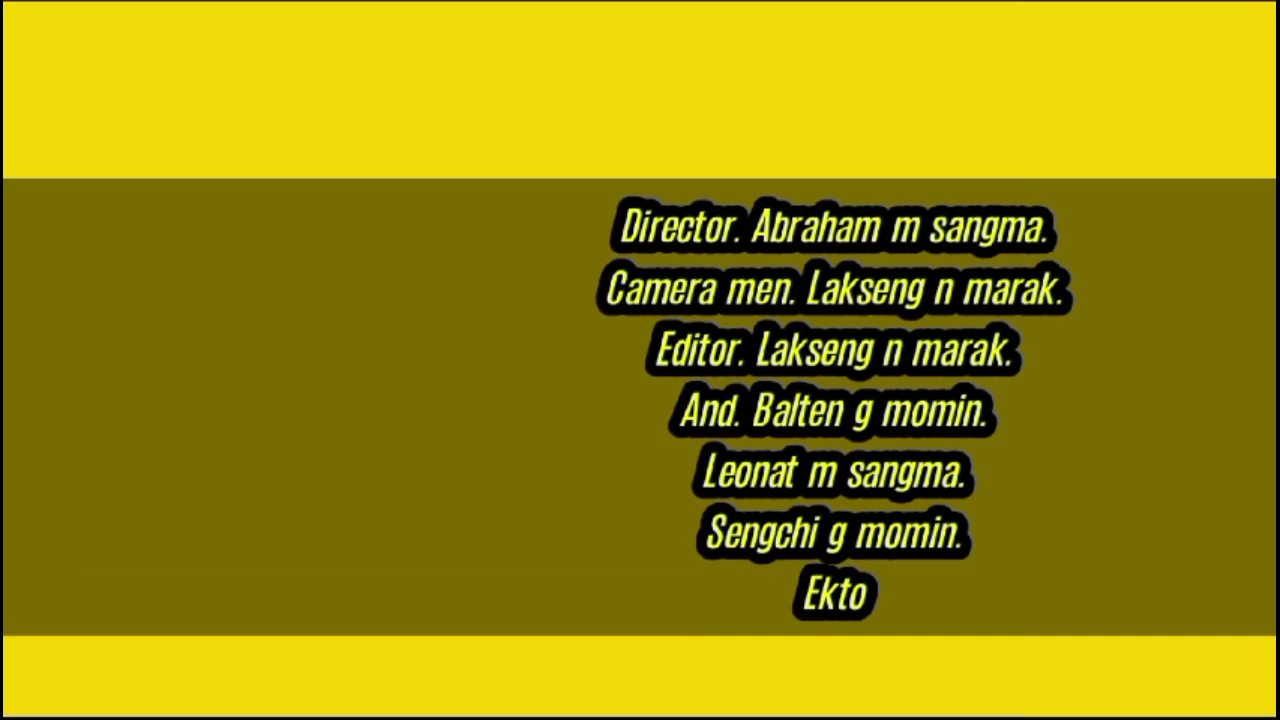 Director. Abraham m sangma.
Camera men. Lakseng n marak.
Editor. Lakseng n marak.
And. Balten g momin.
Leonat m sangma.
Sengchi g momin.
Ekto